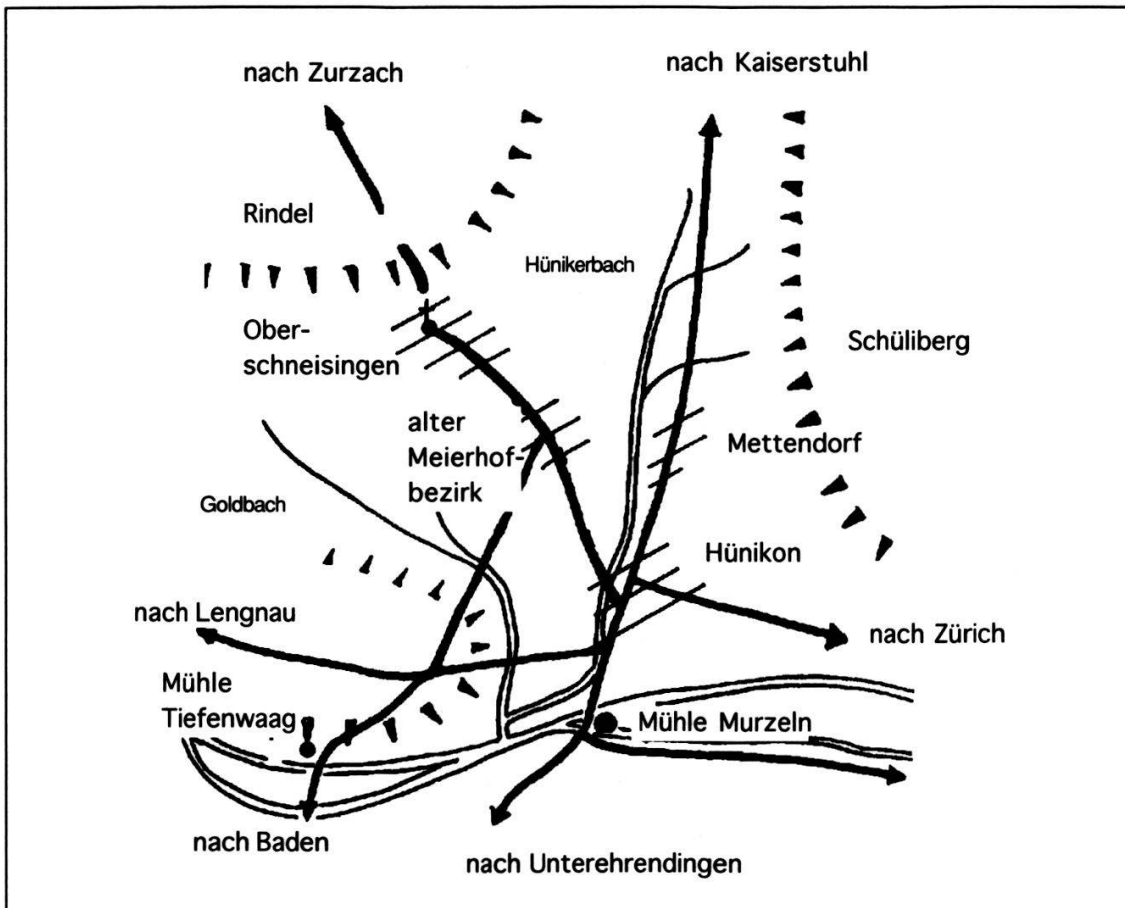 nach Zurzach
nach Kaiserstuhl
Rindel
Hünikerbach
Ober-
schneisingen
Schüliberg
alter
Meierhof-
bezirk
Mettendorf
Goldbach
Hünikon
nach Lengnau
nach Zürich
Mühle
Tiefenwaag
Mühle Murzeln
nach Baden
nach Unterehrendingen